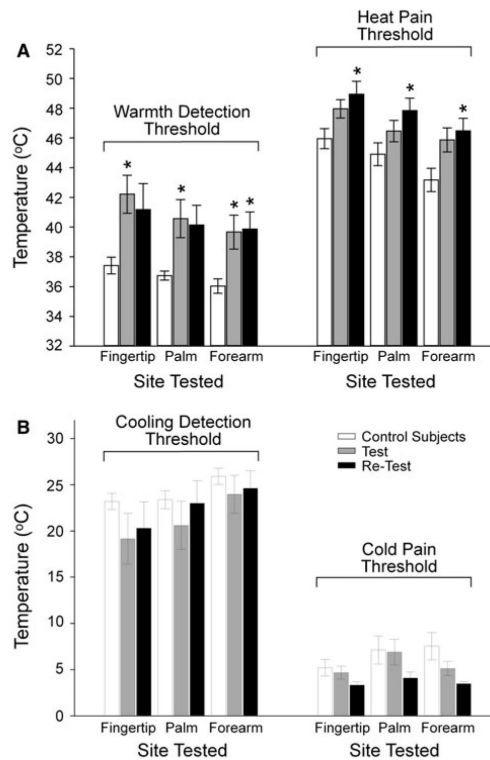 A
Heat Pain
Threshold
Warmth Detection
Threshold
Temperature (°C)
52
50
48
46
44
42
40
38
36
34
32
* * * * * * *
Fingertip Palm Forearm Fingertip Palm Forearm
Site Tested Site Tested
B
Cooling Detection
Threshold
Control Subjects
Test
Re-Test
Cold Pain
Threshold
Temperature (°C)
30
25
20
15
10
5
0
Fingertip Palm Forearm Fingertip Palm Forearm
Site Tested Site Tested